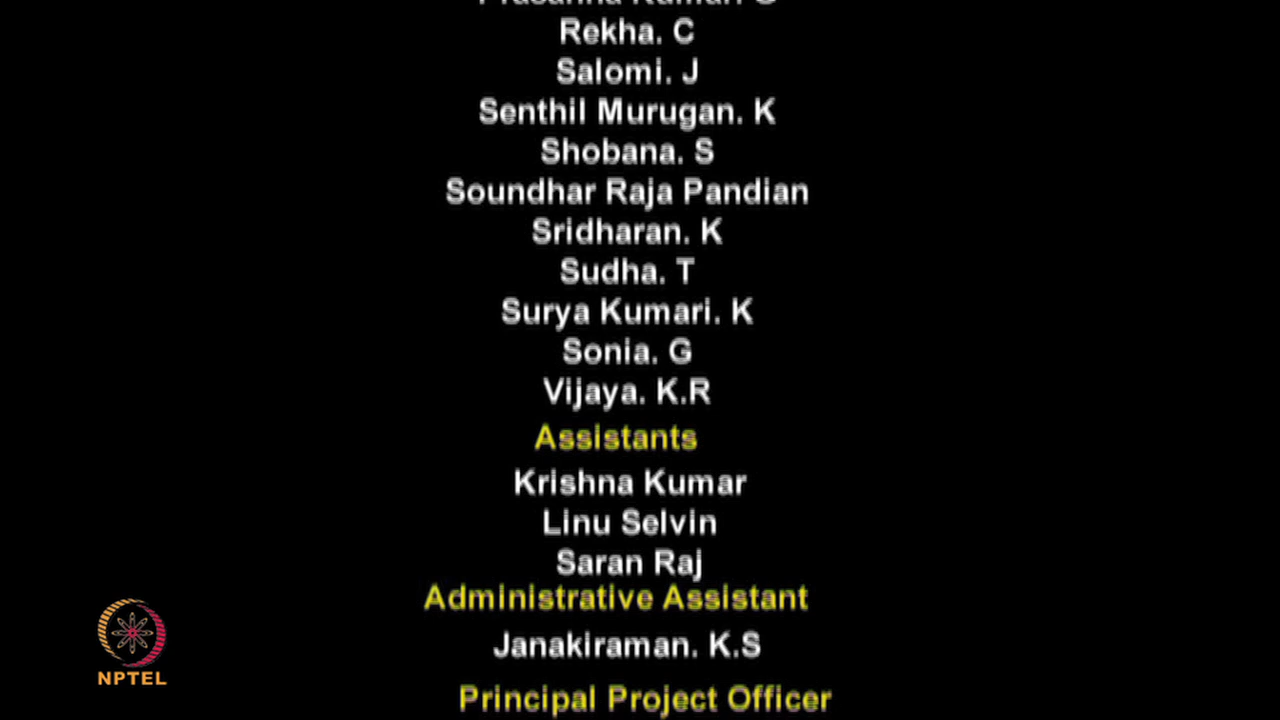 Rekha. C
Salomi. J
Senthil Murugan. K
Shobana. S
Soundhar Raja Pandian
Sridharan. K
Sudha. T
Surya Kumari. K
Sonia. G
Vijaya. K.R
Assistants
Krishna Kumar
Linu Selvin
Saran Raj
Administrative Assistant
Janakiraman. K.S
NPTEL
Principal Project Officer